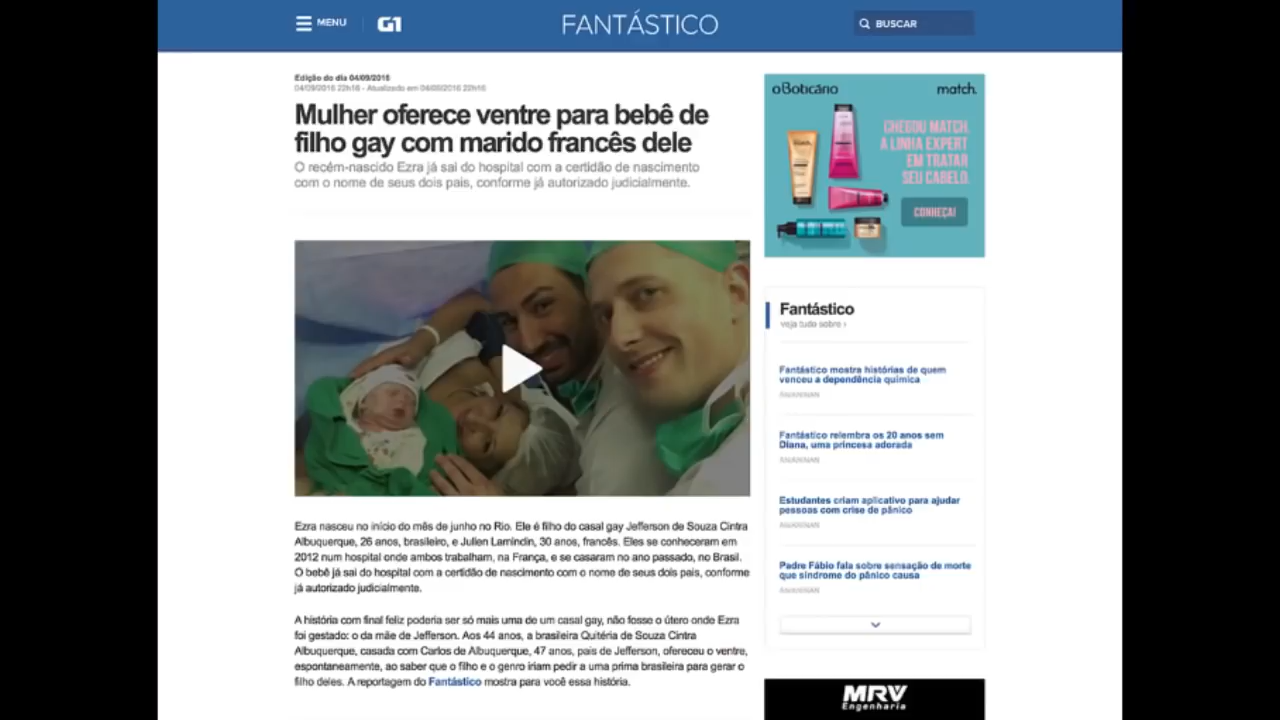 MENU
G1
FANTÁSTICO
BUSCAR
Edição do dia 04/09/2016
04/09/2016 22h16 - Atualizado em 04/09/2016 22h16
Mulher oferece ventre para bebê de
filho gay com marido francês dele
O recém-nascido Ezra já sai do hospital com a certidão de nascimento
com o nome de seus dois pais, conforme já autorizado judicialmente.
Ezra nasceu no início do mês de junho no Rio. Ele é filho do casal gay Jefferson de Souza Cintra
Albuquerque, 26 anos, brasileiro, e Julien Lamindin, 30 anos, francês. Eles se conheceram em
2012 num hospital onde ambos trabalham, na França, e se casaram no ano passado, no Brasil.
O bebê já sai do hospital com a certidão de nascimento com o nome de seus dois pais, conforme
já autorizado judicialmente.
A história com final feliz poderia ser só mais uma de um casal gay, não fosse o útero onde Ezra
foi gestado: o da mãe de Jefferson. Aos 44 anos, a brasileira Quitéria de Souza Cintra
Albuquerque, casada com Carlos de Albuquerque, 47 anos, pais de Jefferson, ofereceu o ventre,
espontaneamente, ao saber que o filho e o genro iriam pedir a uma prima brasileira para gerar o
filho deles. A reportagem do Fantástico mostra para você essa história.
oBoticário
match.
CHEGOU MATCH.
A LINHA EXPERT
EM TRATAR
SEU CABELO.
CONHEÇA!
Fantástico
veja tudo sobre ›
Fantástico mostra histórias de quem
venceu a dependência química
Fantástico relembra os 20 anos sem
Diana, uma princesa adorada
Estudantes criam aplicativo para ajudar
pessoas com crise de pânico
Padre Fábio fala sobre sensação de morte
que síndrome do pânico causa
MRV
Engenharia